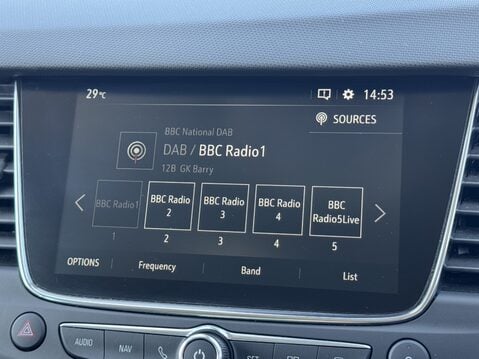 29°C 14:53
SOURCES
BBC National DAB
DAB / BBC Radio1
12B GK Barry
BBC Radio1
BBC Radio 2
BBC Radio 3
BBC Radio 4
BBC Radio5Live
1 2 3 4 5
OPTIONS Frequency Band List
AUDIO NAV SET